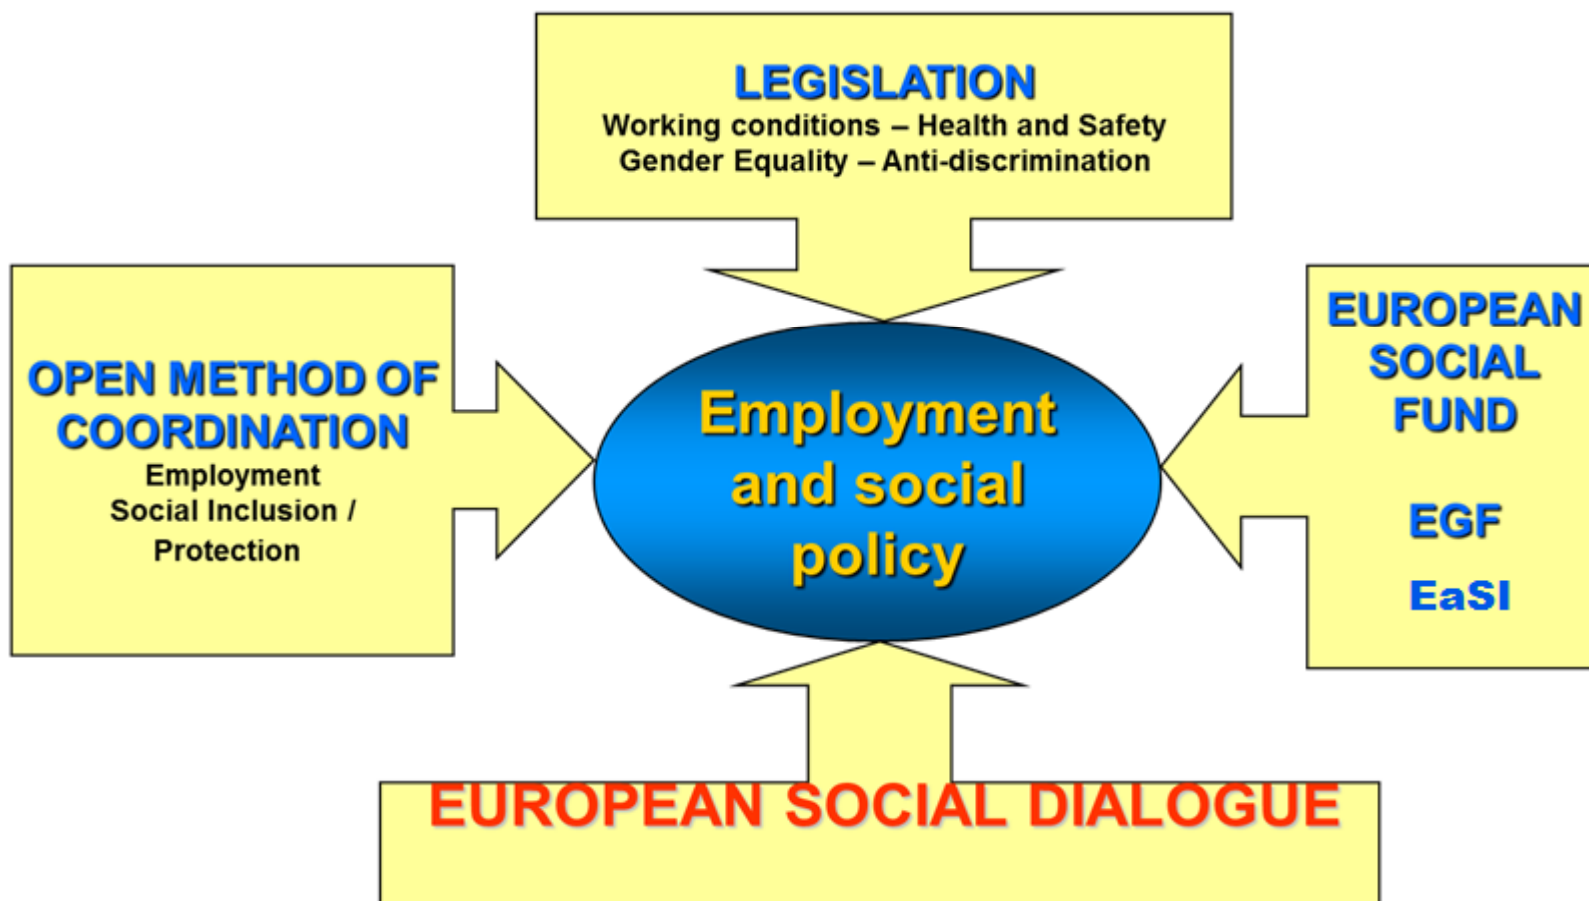 LEGISLATION
Working conditions – Health and Safety
Gender Equality – Anti-discrimination
OPEN METHOD OF
COORDINATION
Employment
Social Inclusion /
Protection
Employment
and social
policy
EUROPEAN
SOCIAL
FUND
EGF
EaSI
EUROPEAN SOCIAL DIALOGUE